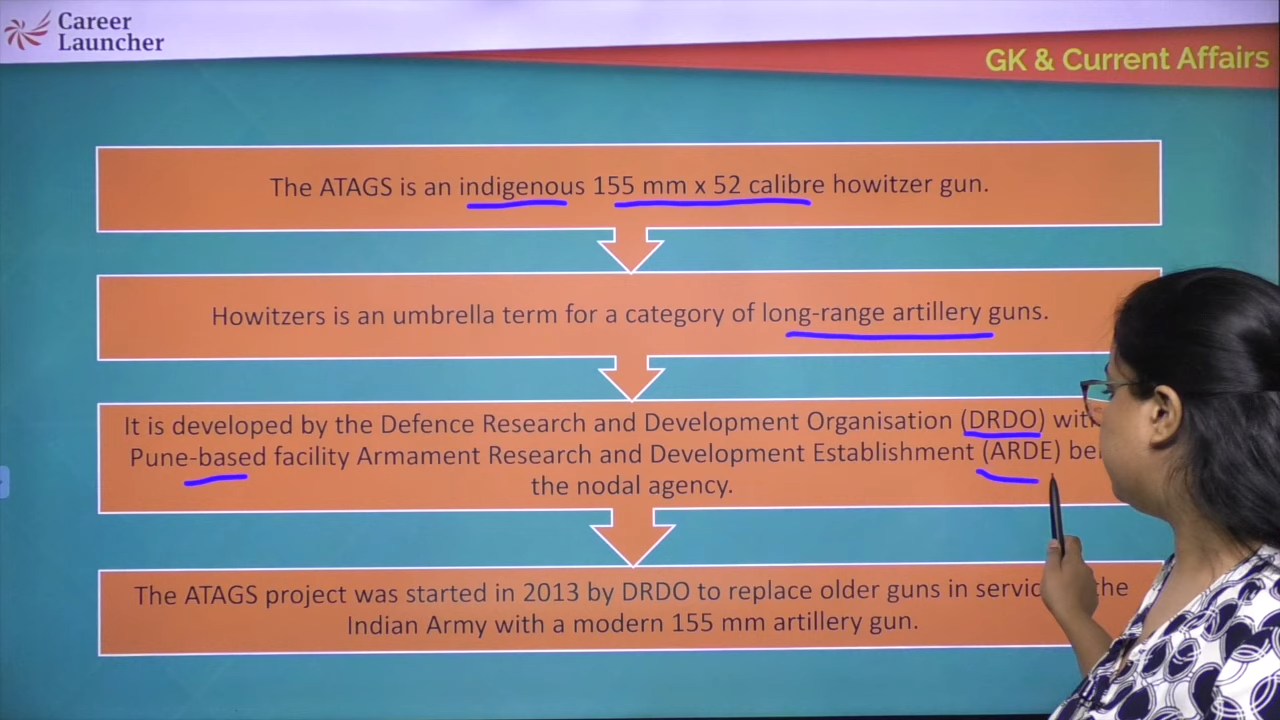 Career
Launcher
GK & Current Affairs
The ATAGS is an indigenous 155 mm x 52 calibre howitzer gun.
Howitzers is an umbrella term for a category of long-range artillery guns.
It is developed by the Defence Research and Development Organisation (DRDO)
Pune-based facility Armament Research and Development Establishment (ARDE)
the nodal agency.
The ATAGS project was started in 2013 by DRDO to replace older guns in the
Indian Army with a modern 155 mm artillery gun.